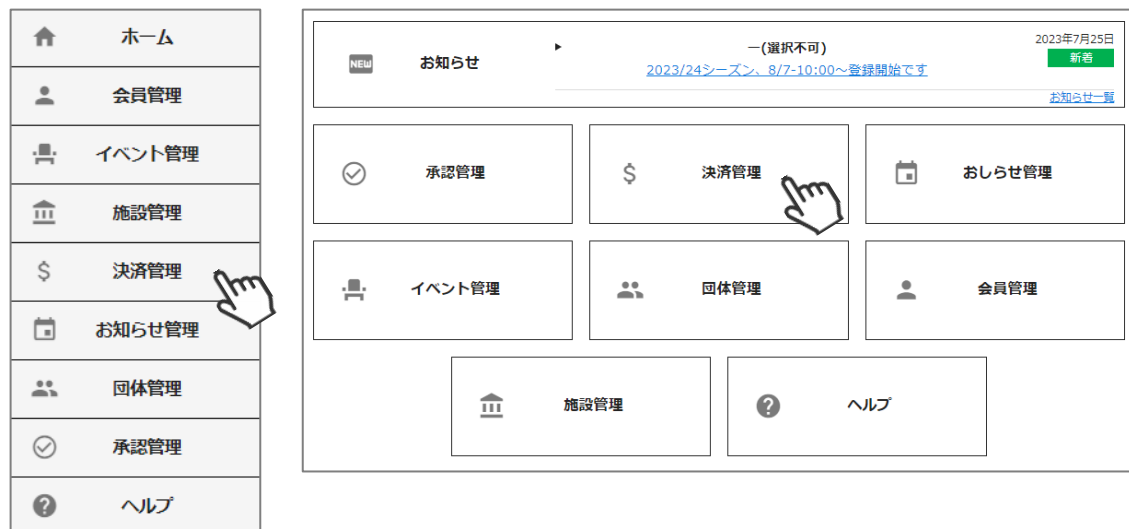 ホーム
会員管理
イベント管理
施設管理
決済管理
お知らせ管理
団体管理
承認管理
ヘルプ
NEW
お知らせ
―(選択不可)
2023年7月25日
新着
2023/24シーズン、8/7-10:00～登録開始です
お知らせ一覧
承認管理
決済管理
おしらせ管理
イベント管理
団体管理
会員管理
施設管理
ヘルプ